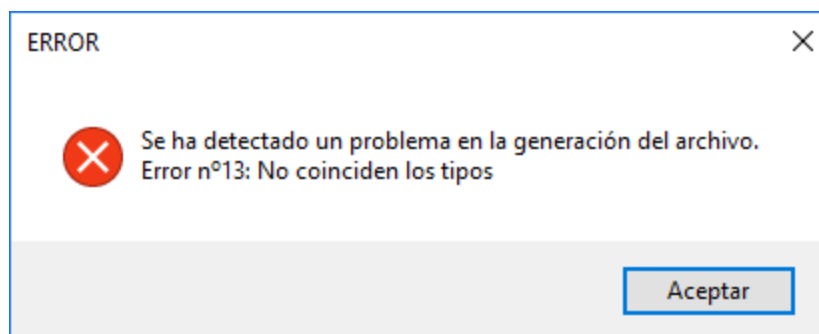 ERROR
Se ha detectado un problema en la generación del archivo.
Error nº13: No coinciden los tipos
Aceptar